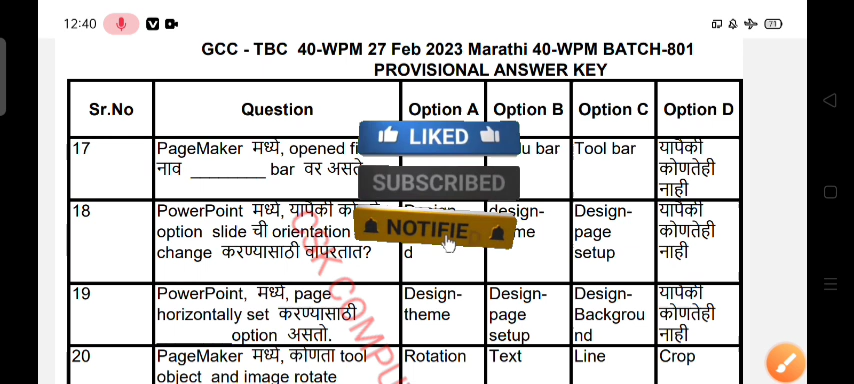 12:40
71
GCC - TBC 40-WPM 27 Feb 2023 Marathi 40-WPM BATCH-801
PROVISIONAL ANSWER KEY
Sr.No Question Option A Option B Option C Option D
17 PageMaker मध्ये, opened bar Tool bar यापैकी
नाव ________ bar वर असते कोणतेही
नाही
LIKED
SUBSCRIBED
NOTIFIE
18 PowerPoint मध्ये, यापैकी design- Design- यापैकी
option slide ची orientation page कोणतेही
change करण्यासाठी वापरतात? d setup नाही
19 PowerPoint, मध्ये, page Design- Design- Design- यापैकी
horizontally set करण्यासाठी theme page Backgrou कोणतेही
________ option असतो. setup nd नाही
20 PageMaker मध्ये, कोणता tool Rotation Text Line Crop
object and image rotate
C&K COMPU